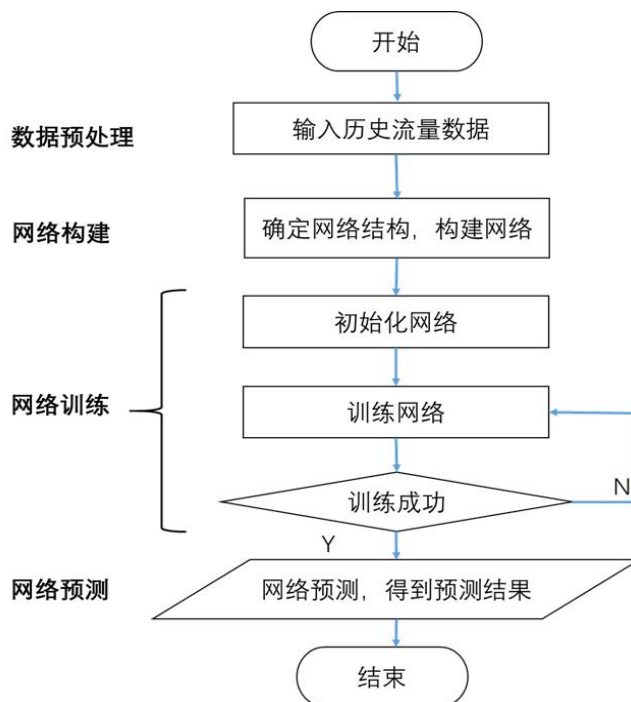 开始
数据预处理
输入历史流量数据
网络构建
确定网络结构，构建网络
初始化网络
网络训练
训练网络
训练成功
N
Y
网络预测
网络预测，得到预测结果
结束